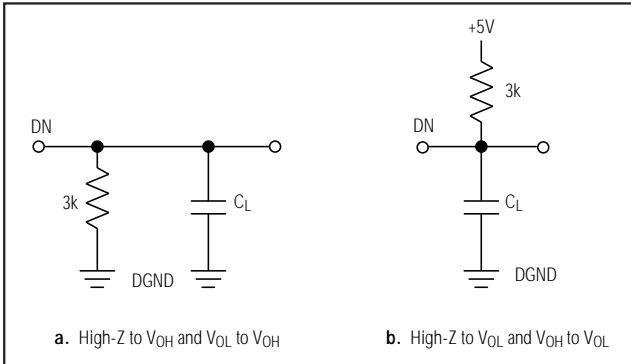 DN
3k
C_L
DGND
a. High-Z to V_OH and V_OL to V_OH
+5V
3k
DN
C_L
DGND
b. High-Z to V_OL and V_OH to V_OL